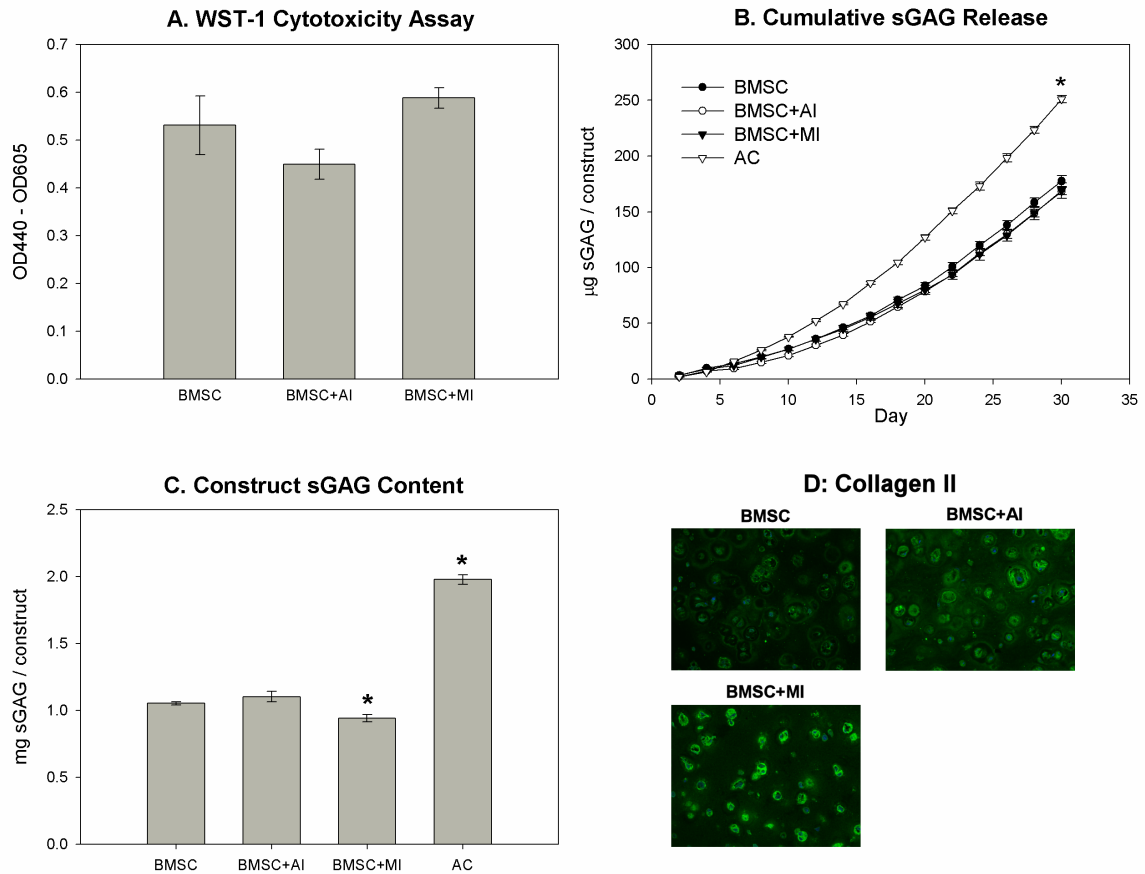 A. WST-1 Cytotoxicity Assay
0.7
0.6
0.5
0.4
0.3
0.2
0.1
0.0
OD440 - OD605
BMSC
BMSC+AI
BMSC+MI
B. Cumulative sGAG Release
300
250
200
150
100
50
0
µg sGAG / construct
BMSC
BMSC+AI
BMSC+MI
AC
*
0 5 10 15 20 25 30 35
Day
C. Construct sGAG Content
2.5
2.0
1.5
1.0
0.5
0.0
mg sGAG / construct
*
*
BMSC
BMSC+AI
BMSC+MI
AC
D: Collagen II
BMSC
BMSC+AI
BMSC+MI